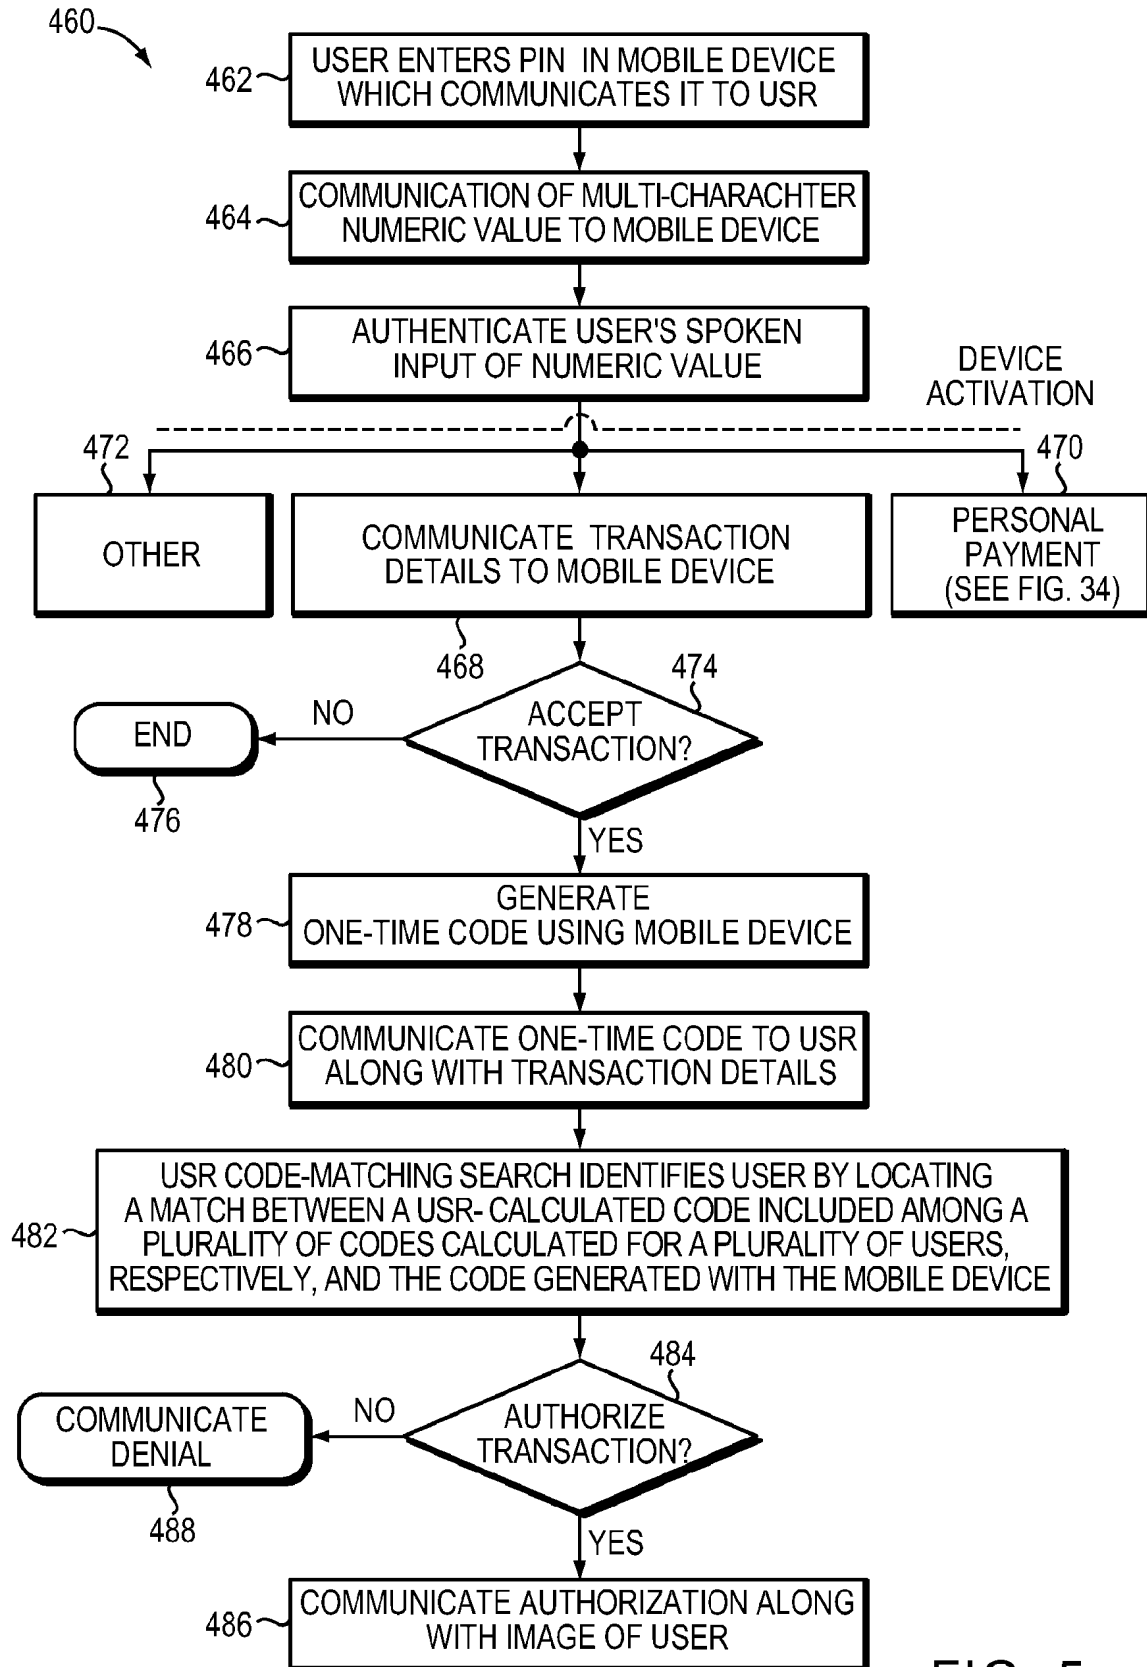 460
462
USER ENTERS PIN IN MOBILE DEVICE
WHICH COMMUNICATES IT TO USR
464
COMMUNICATION OF MULTI-CHARACHTER
NUMERIC VALUE TO MOBILE DEVICE
466
AUTHENTICATE USER'S SPOKEN
INPUT OF NUMERIC VALUE
DEVICE
ACTIVATION
472
470
OTHER
COMMUNICATE TRANSACTION
DETAILS TO MOBILE DEVICE
PERSONAL
PAYMENT
(SEE FIG. 34)
468
474
ACCEPT
TRANSACTION?
NO
END
476
YES
478
GENERATE
ONE-TIME CODE USING MOBILE DEVICE
480
COMMUNICATE ONE-TIME CODE TO USR
ALONG WITH TRANSACTION DETAILS
482
USR CODE-MATCHING SEARCH IDENTIFIES USER BY LOCATING
A MATCH BETWEEN A USR- CALCULATED CODE INCLUDED AMONG A
PLURALITY OF CODES CALCULATED FOR A PLURALITY OF USERS,
RESPECTIVELY, AND THE CODE GENERATED WITH THE MOBILE DEVICE
484
AUTHORIZE
TRANSACTION?
NO
COMMUNICATE
DENIAL
488
YES
486
COMMUNICATE AUTHORIZATION ALONG
WITH IMAGE OF USER
FIG. 5